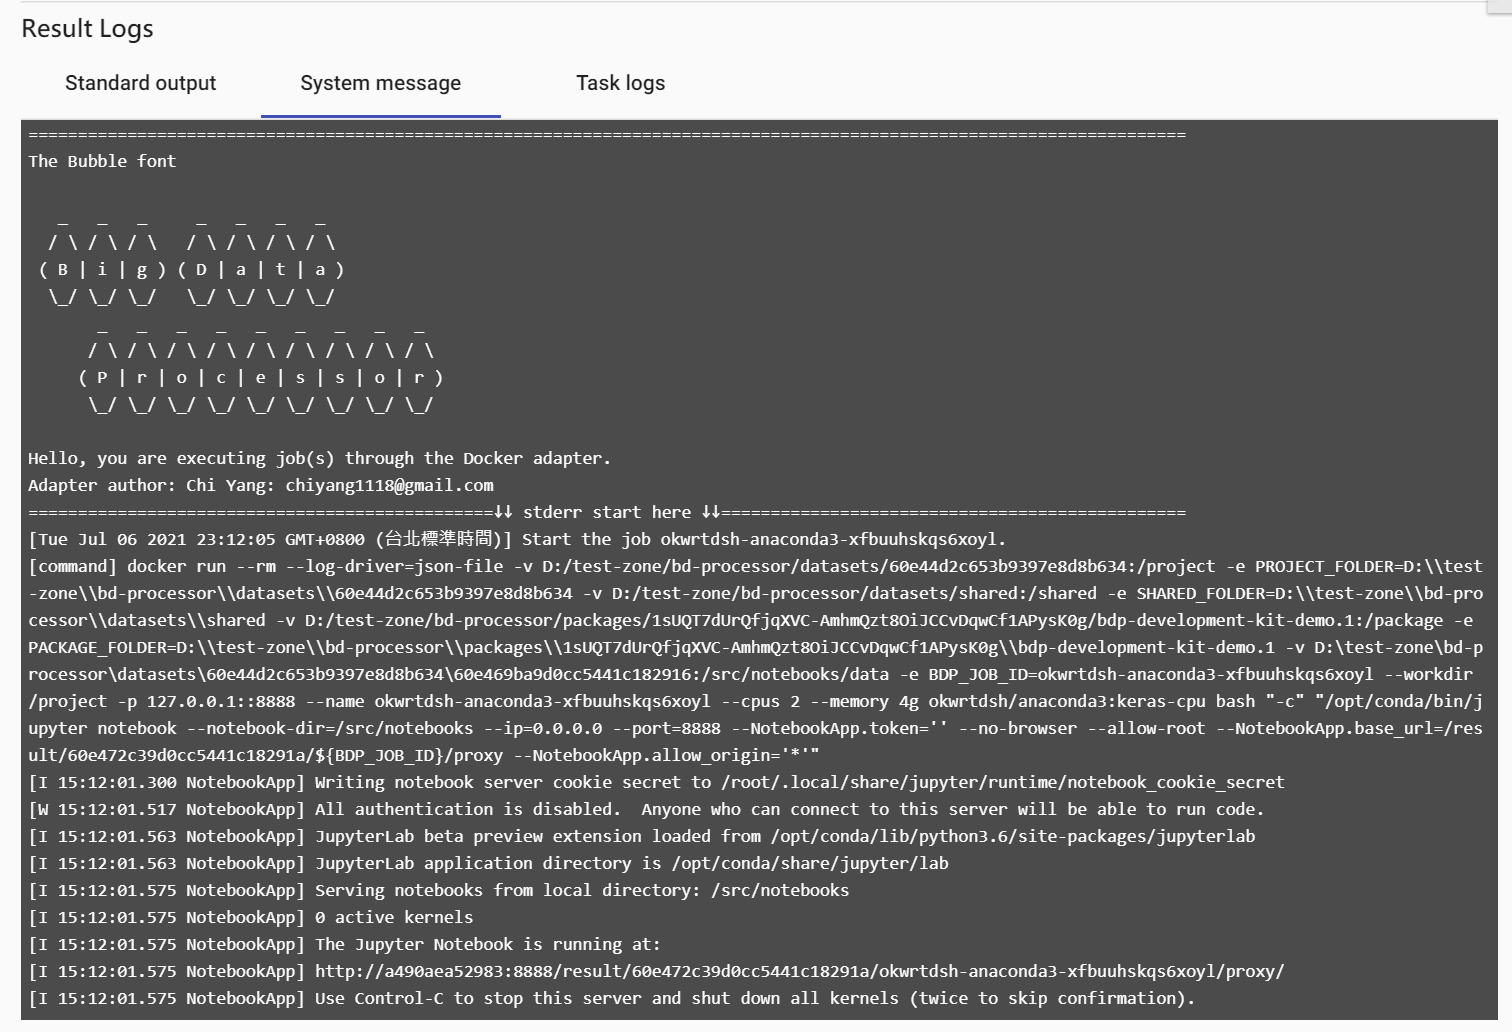 Result Logs
Standard output System message Task logs
=====================================================================================================================
The Bubble font
   _   _   _     _   _   _   _
  / \ / \ / \   / \ / \ / \ / \
 ( B | i | g ) ( D | a | t | a )
  \_/ \_/ \_/   \_/ \_/ \_/ \_/
       _   _   _   _   _   _   _   _   _
      / \ / \ / \ / \ / \ / \ / \ / \ / \
     ( P | r | o | c | e | s | s | o | r )
      \_/ \_/ \_/ \_/ \_/ \_/ \_/ \_/ \_/
Hello, you are executing job(s) through the Docker adapter.
Adapter author: Chi Yang: chiyang1118@gmail.com
===============================================↓↓ stderr start here ↓↓===============================================
[Tue Jul 06 2021 23:12:05 GMT+0800 (台北標準時間)] Start the job okwrtdsh-anaconda3-xfbuuhskqs6xoyl.
[command] docker run --rm --log-driver=json-file -v D:/test-zone/bd-processor/datasets/60e44d2c653b9397e8d8b634:/project -e PROJECT_FOLDER=D:\\test
-zone\\bd-processor\\datasets\\60e44d2c653b9397e8d8b634 -v D:/test-zone/bd-processor/datasets/shared:/shared -e SHARED_FOLDER=D:\\test-zone\\bd-pro
cessor\\datasets\\shared -v D:/test-zone/bd-processor/packages/1sUQT7dUrQfjqXVC-AmhmQzt8OiJCCvDqwCf1APysK0g/bdp-development-kit-demo.1:/package -e
PACKAGE_FOLDER=D:\\test-zone\\bd-processor\\packages\\1sUQT7dUrQfjqXVC-AmhmQzt8OiJCCvDqwCf1APysK0g\\bdp-development-kit-demo.1 -v D:\test-zone\bd-p
rocessor\datasets\60e44d2c653b9397e8d8b634\60e469ba9d0cc5441c182916:/src/notebooks/data -e BDP_JOB_ID=okwrtdsh-anaconda3-xfbuuhskqs6xoyl --workdir
/project -p 127.0.0.1::8888 --name okwrtdsh-anaconda3-xfbuuhskqs6xoyl --cpus 2 --memory 4g okwrtdsh/anaconda3:keras-cpu bash "-c" "/opt/conda/bin/j
upyter notebook --notebook-dir=/src/notebooks --ip=0.0.0.0 --port=8888 --NotebookApp.token='' --no-browser --allow-root --NotebookApp.base_url=/res
ult/60e472c39d0cc5441c18291a/${BDP_JOB_ID}/proxy --NotebookApp.allow_origin='*'"
[I 15:12:01.300 NotebookApp] Writing notebook server cookie secret to /root/.local/share/jupyter/runtime/notebook_cookie_secret
[W 15:12:01.517 NotebookApp] All authentication is disabled.  Anyone who can connect to this server will be able to run code.
[I 15:12:01.563 NotebookApp] JupyterLab beta preview extension loaded from /opt/conda/lib/python3.6/site-packages/jupyterlab
[I 15:12:01.563 NotebookApp] JupyterLab application directory is /opt/conda/share/jupyter/lab
[I 15:12:01.575 NotebookApp] Serving notebooks from local directory: /src/notebooks
[I 15:12:01.575 NotebookApp] 0 active kernels
[I 15:12:01.575 NotebookApp] The Jupyter Notebook is running at:
[I 15:12:01.575 NotebookApp] http://a490aea52983:8888/result/60e472c39d0cc5441c18291a/okwrtdsh-anaconda3-xfbuuhskqs6xoyl/proxy/
[I 15:12:01.575 NotebookApp] Use Control-C to stop this server and shut down all kernels (twice to skip confirmation).